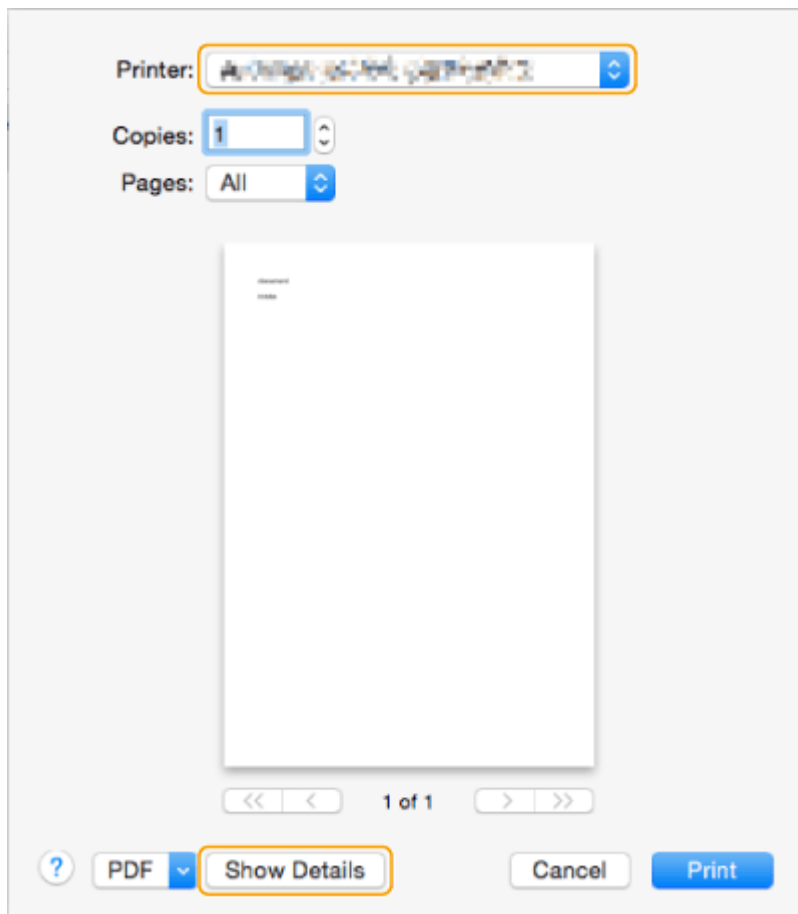 Printer:
Copies: 1
Pages: All
1 of 1
? PDF Show Details Cancel Print